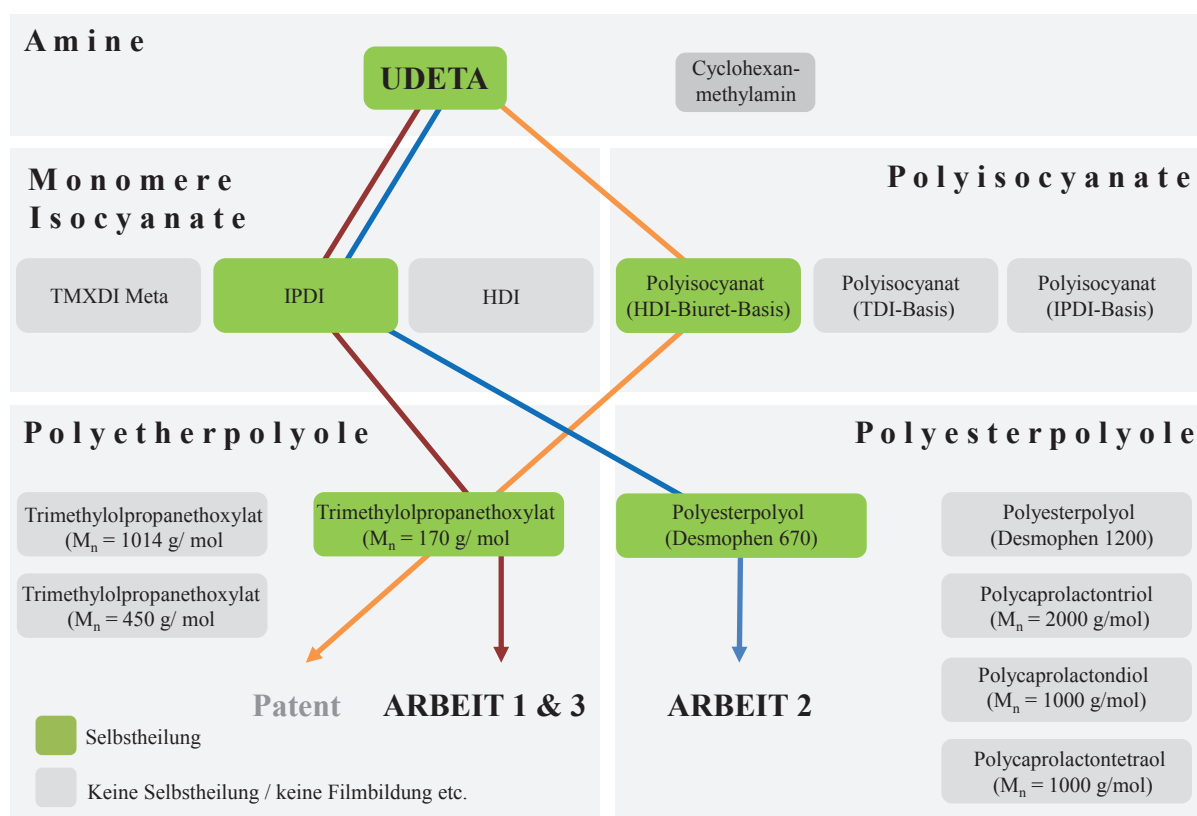 Amine
UDETA
Cyclohexan-
methylamin
Monomere
Isocyanate
Polyisocyanate
TMXDI Meta
IPDI
HDI
Polyisocyanat
(HDI-Biuret-Basis)
Polyisocyanat
(TDI-Basis)
Polyisocyanat
(IPDI-Basis)
Polyetherpolyole
Polyesterpolyole
Trimethylolpropanethoxylat
(Mn = 1014 g/ mol
Trimethylolpropanethoxylat
(Mn = 170 g/ mol
Polyesterpolyol
(Desmophen 670)
Polyesterpolyol
(Desmophen 1200)
Trimethylolpropanethoxylat
(Mn = 450 g/ mol
Polycaprolactontriol
(Mn = 2000 g/mol)
Polycaprolactondiol
(Mn = 1000 g/mol)
Polycaprolactontetraol
(Mn = 1000 g/mol)
Patent
ARBEIT 1 & 3
ARBEIT 2
Selbstheilung
Keine Selbstheilung / keine Filmbildung etc.